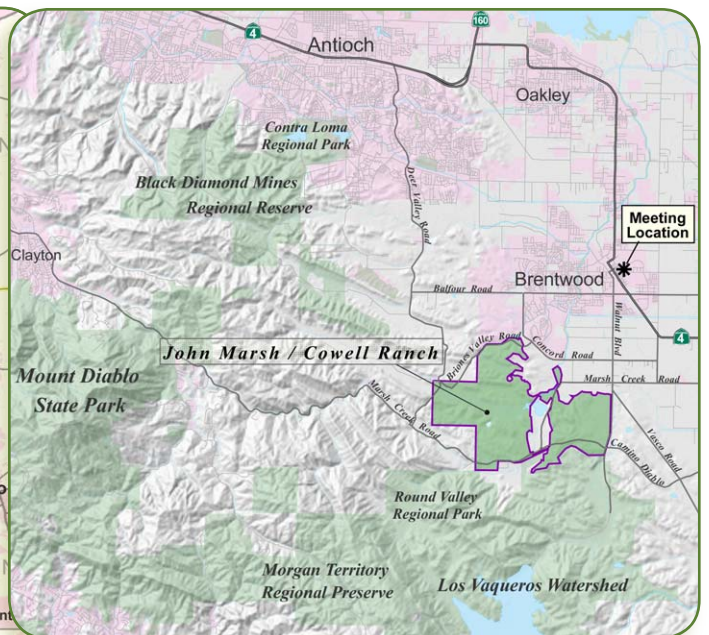 160
4
Antioch
Oakley
Contra Loma
Regional Park
Black Diamond Mines
Regional Reserve
Deer Valley Road
Meeting
Location
Clayton
Brentwood
Balfour Road
Walnut Blvd
4
Briones Valley Road
Concord Road
John Marsh / Cowell Ranch
Mount Diablo
State Park
Marsh Creek Road
Marsh Creek Road
Camino Diablo
Vasco Road
Round Valley
Regional Park
Morgan Territory
Regional Preserve
Los Vaqueros Watershed